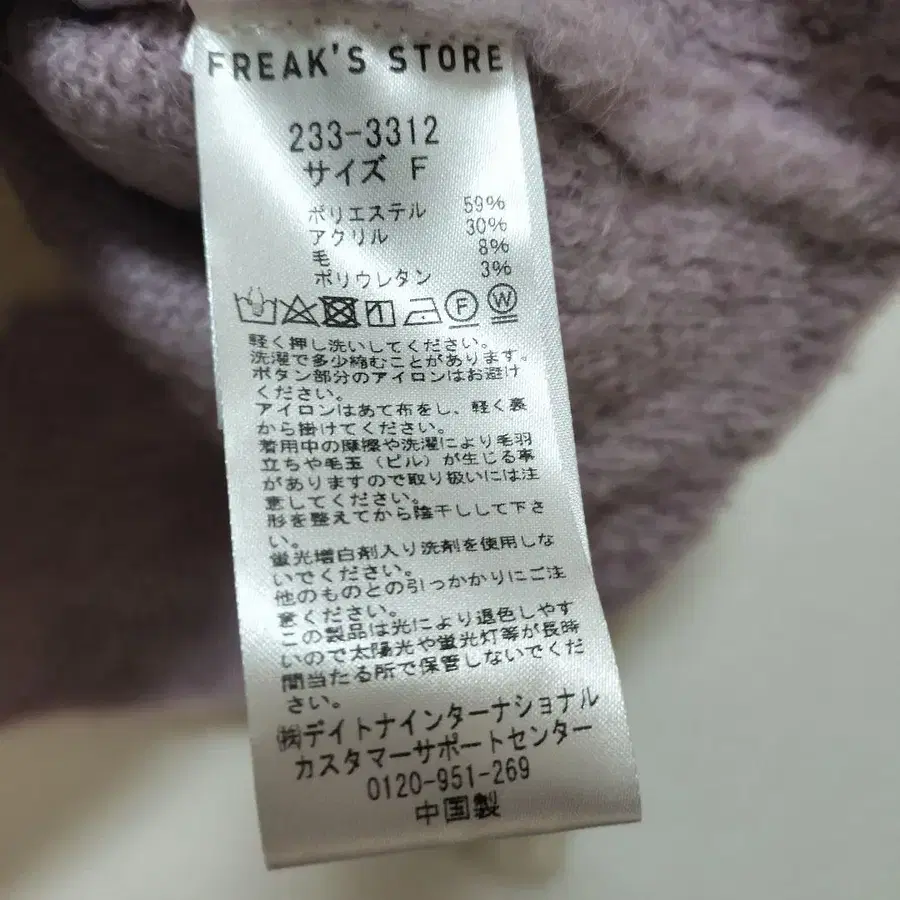 FREAK'S STORE
233-3312
サイズ F
ポリエステル 59%
アクリル 30%
毛 8%
ポリウレタン 3%
F W
軽く押し洗いしてください。
洗濯で多少縮むことがあります。
ボタン部分のアイロンはお避け
ください。
アイロンはあて布をし、軽く裏
から掛けてください。
着用中の摩擦や洗濯により毛羽
立ちや毛玉（ピル）が生じる事
がありますので取り扱いには注
意してください。
形を整えてから陰干しして下さ
い。
蛍光増白剤入り洗剤を使用しな
いでください。
他のものとの引っかかりにご注
意ください。
この製品は光により退色しやす
いので太陽光や蛍光灯等が長時
間当たる所で保管しないでくだ
さい。
㈱デイトナインターナショナル
カスタマーサポートセンター
0120-951-269
中国製